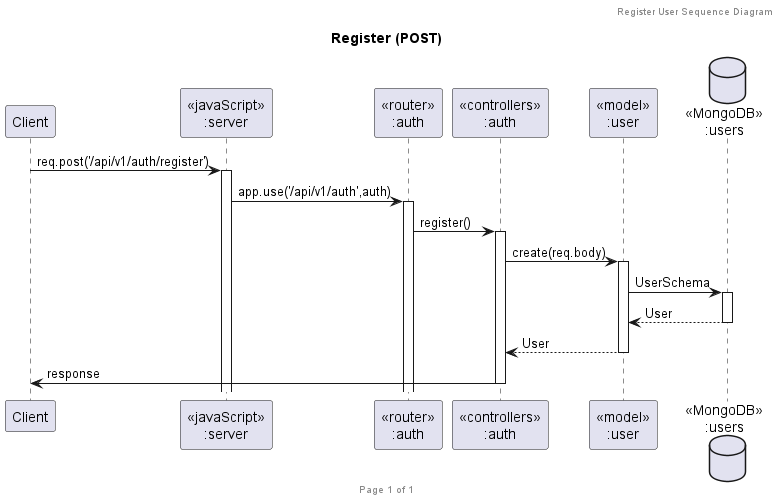 Register User Sequence Diagram
Register (POST)
Client
«javaScript»
:server
«router»
:auth
«controllers»
:auth
«model»
:user
«MongoDB»
:users
req.post('/api/v1/auth/register')
app.use('/api/v1/auth',auth)
register()
create(req.body)
UserSchema
User
User
response
Client
«javaScript»
:server
«router»
:auth
«controllers»
:auth
«model»
:user
«MongoDB»
:users
Page 1 of 1